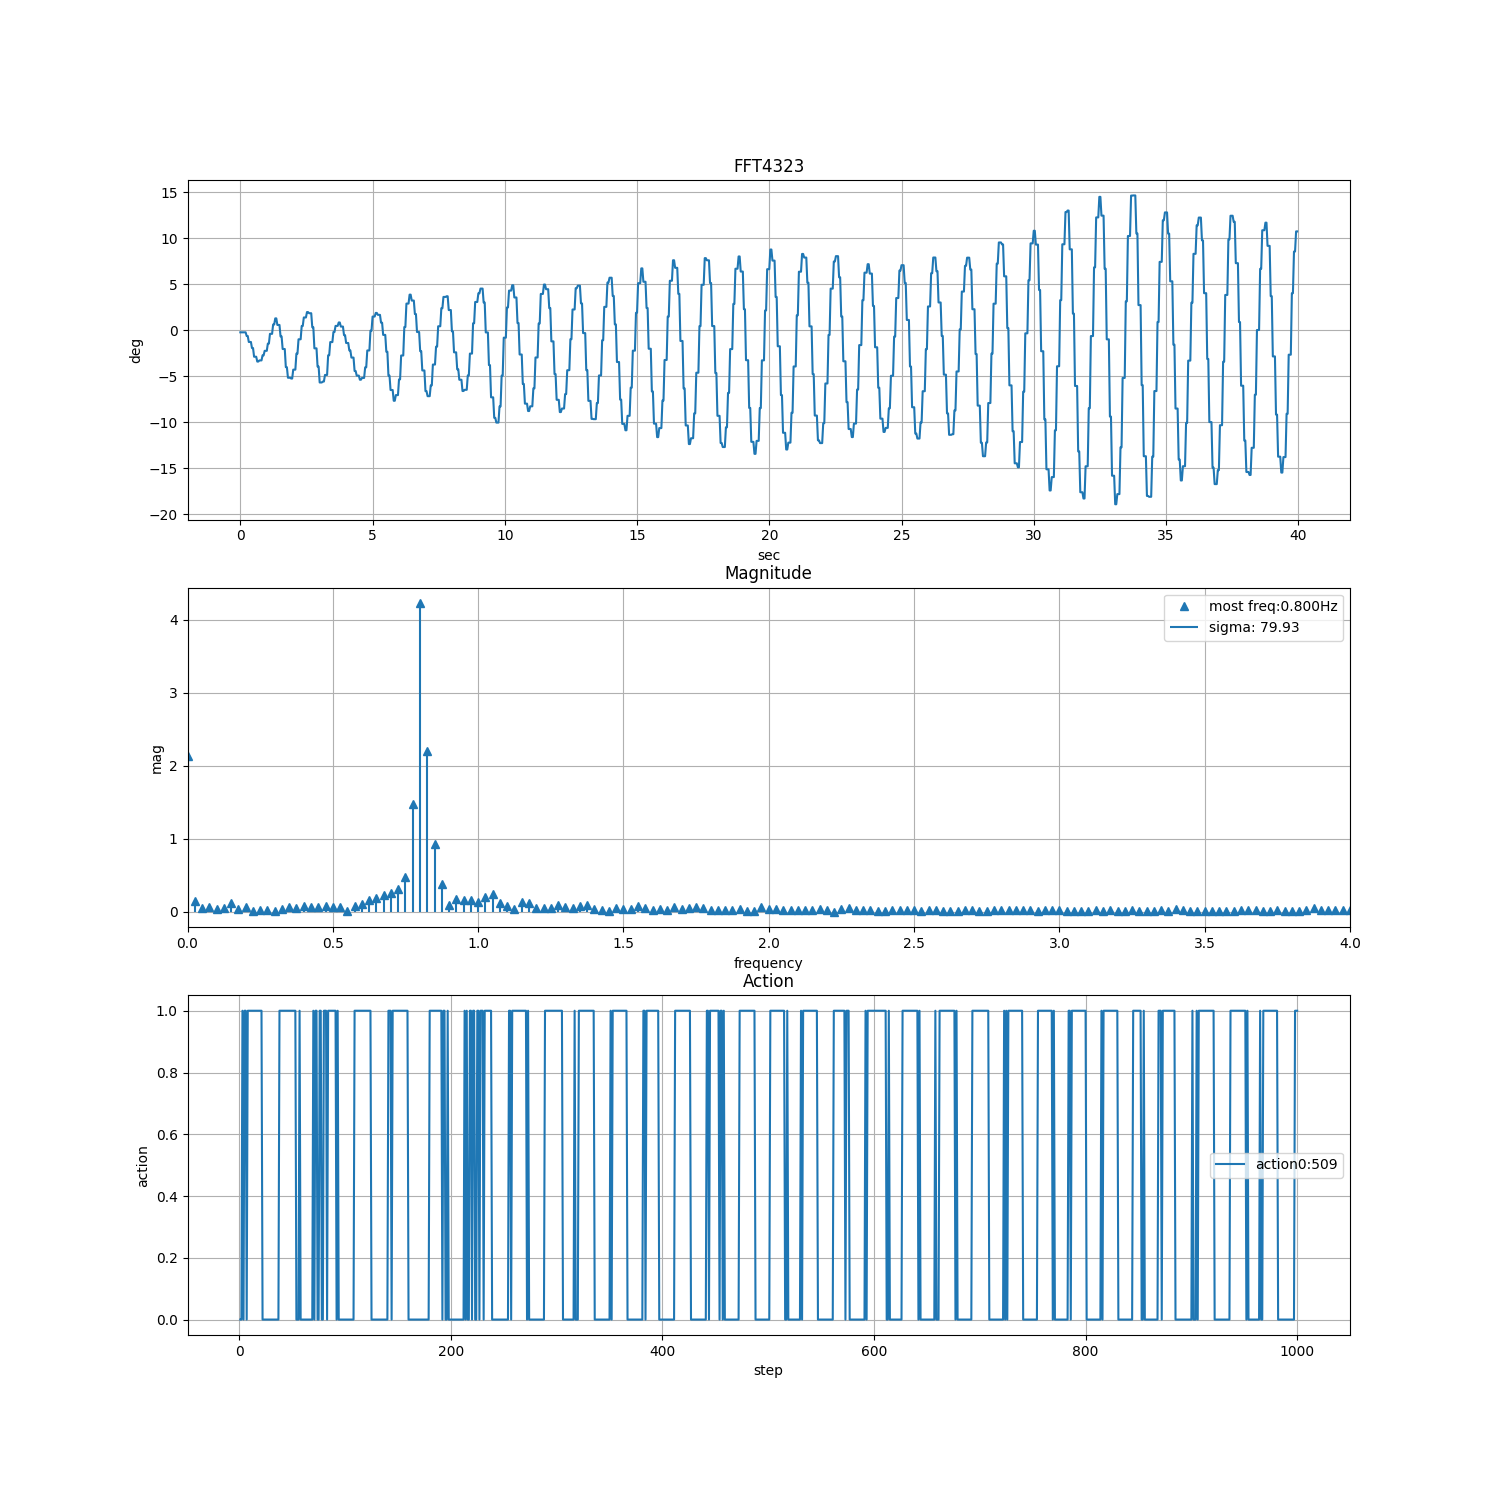 FFT4323
15
10
5
0
−5
−10
−15
−20
deg
0 5 10 15 20 25 30 35 40
sec
Magnitude
most freq:0.800Hz
sigma: 79.93
4
3
2
1
0
mag
0.0 0.5 1.0 1.5 2.0 2.5 3.0 3.5 4.0
frequency
Action
1.0
0.8
0.6
0.4
0.2
0.0
action
action0:509
0 200 400 600 800 1000
step